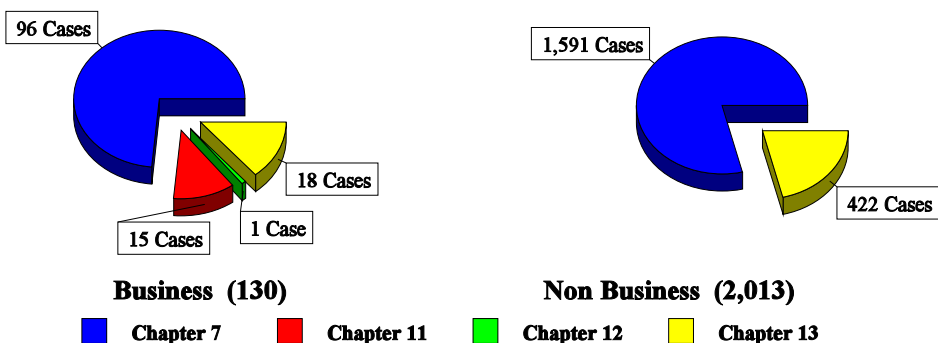 96 Cases
18 Cases
1 Case
15 Cases
Business (130)
1,591 Cases
422 Cases
Non Business (2,013)
Chapter 7
Chapter 11
Chapter 12
Chapter 13